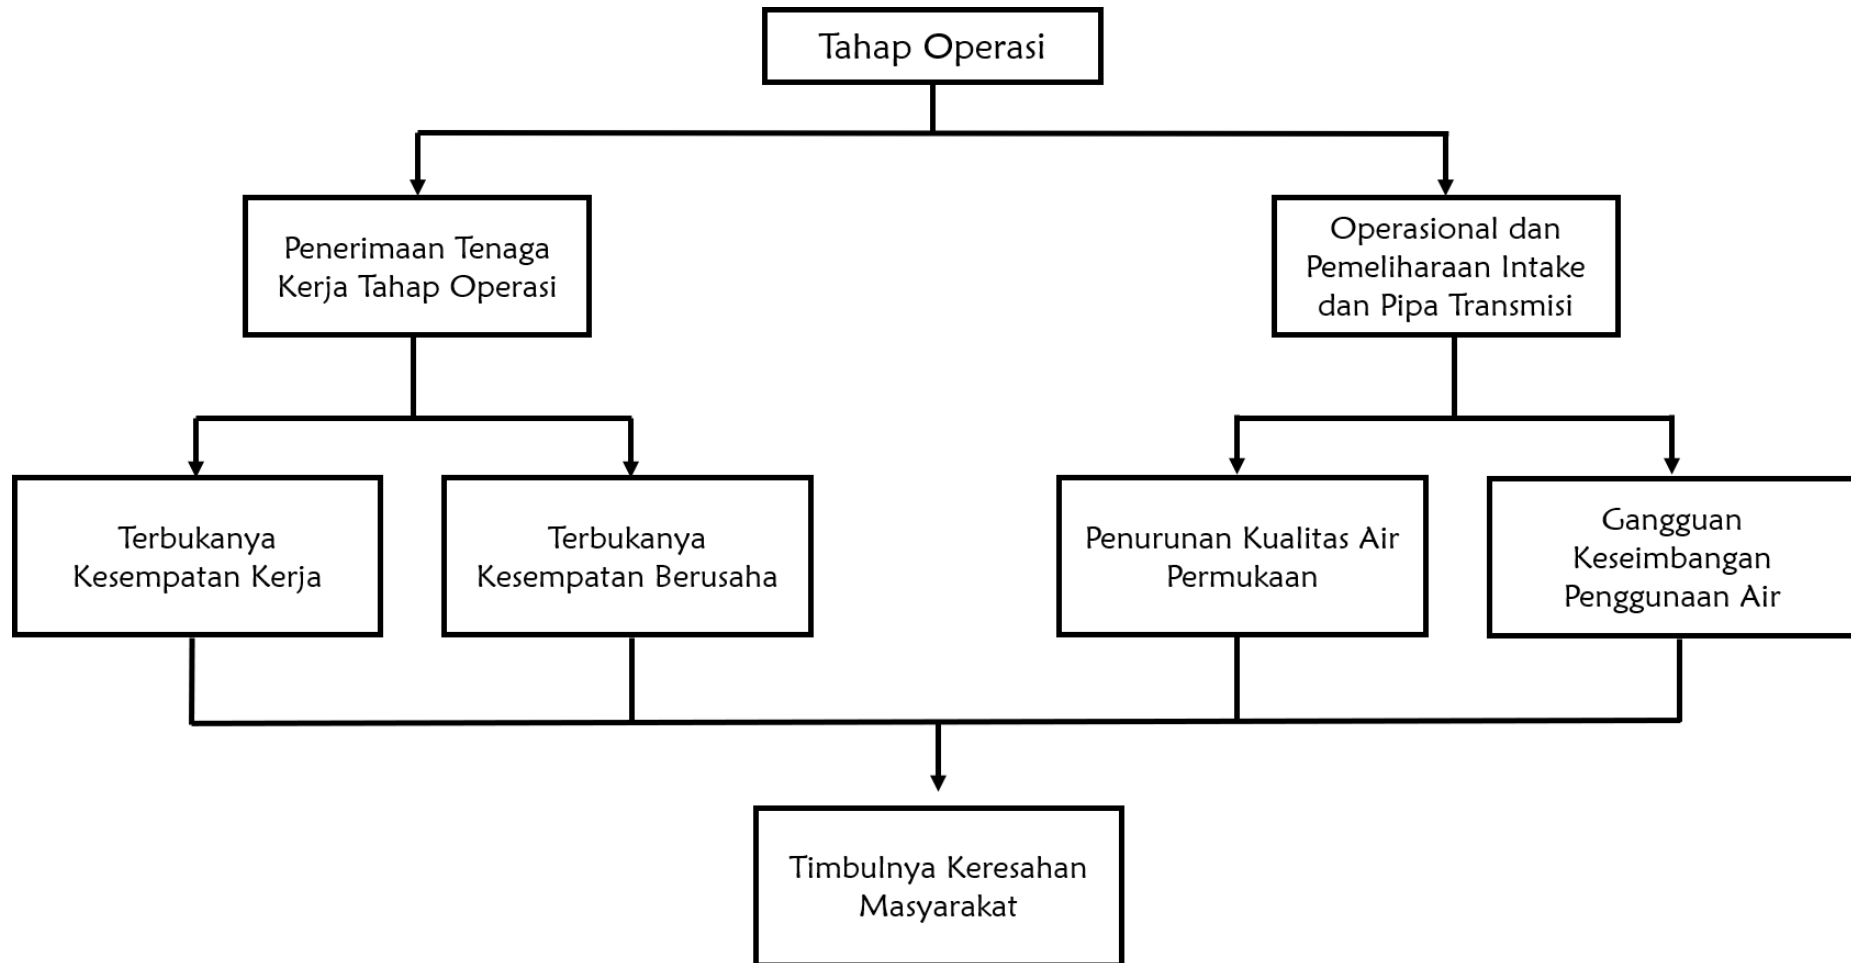 Tahap Operasi
Penerimaan Tenaga
Kerja Tahap Operasi
Operasional dan
Pemeliharaan Intake
dan Pipa Transmisi
Terbukanya
Kesempatan Kerja
Terbukanya
Kesempatan Berusaha
Penurunan Kualitas Air
Permukaan
Gangguan
Keseimbangan
Penggunaan Air
Timbulnya Keresahan
Masyarakat